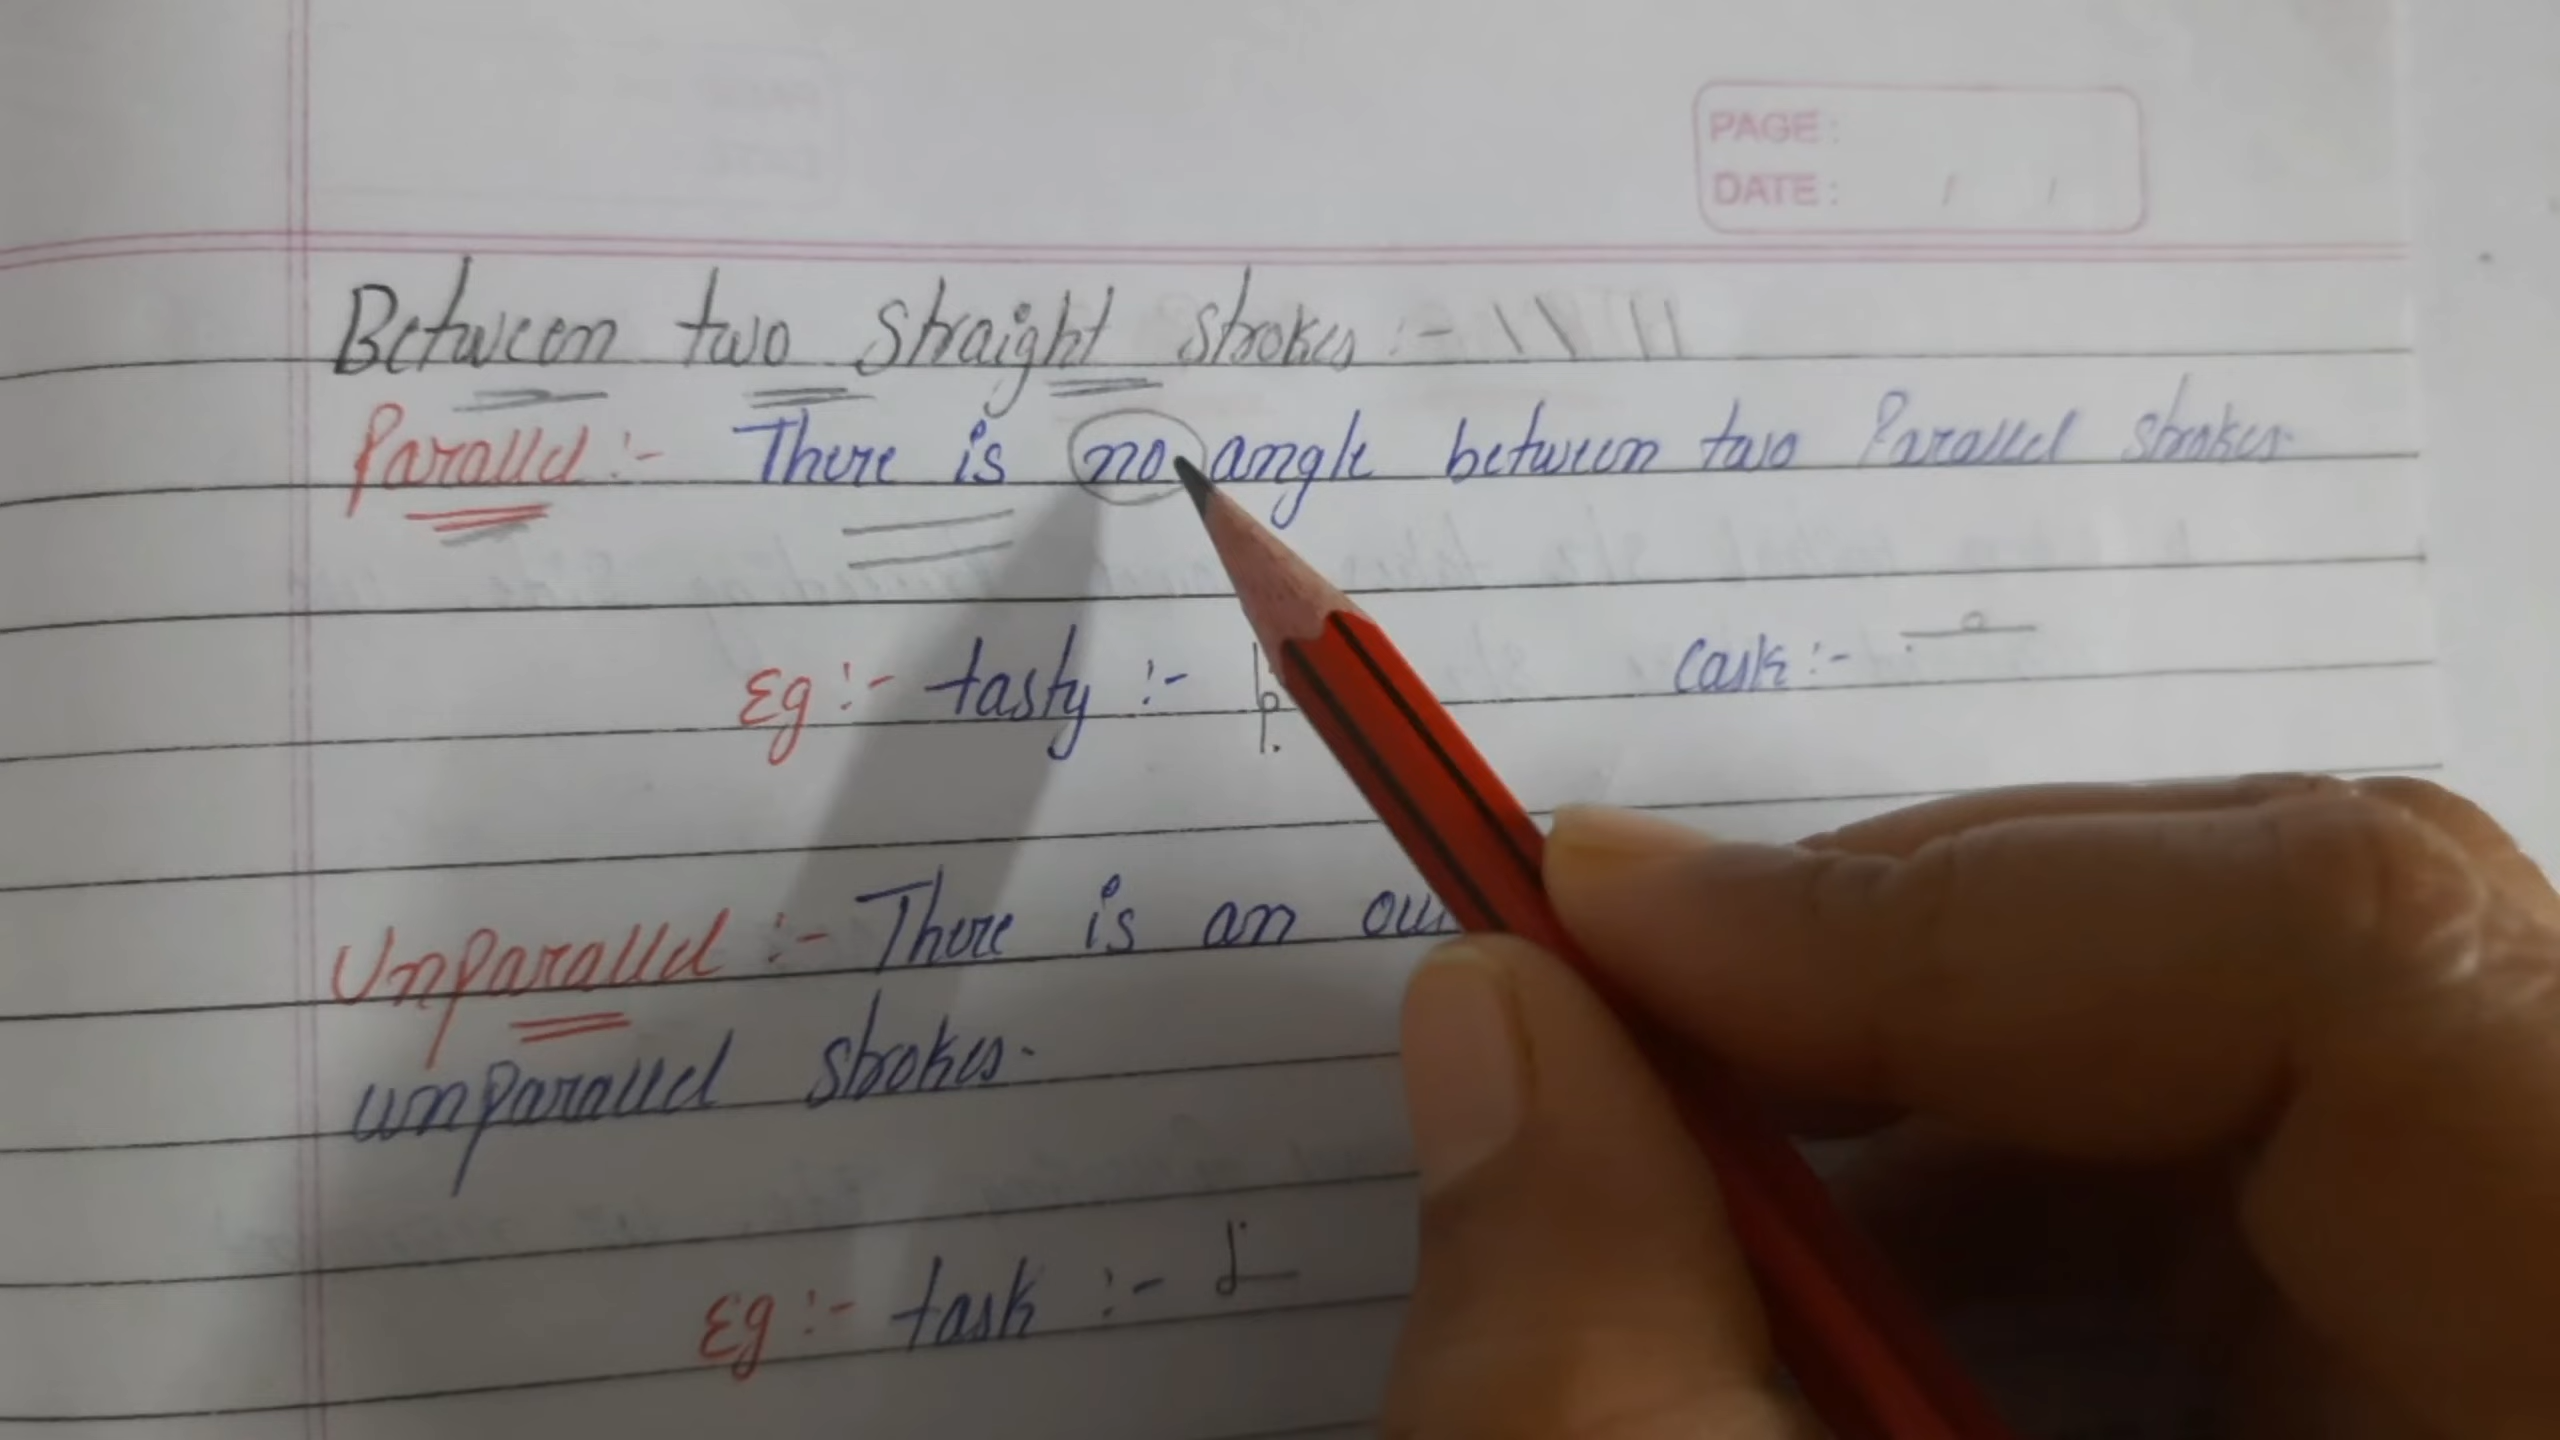 PAGE:
DATE: / /
Between two straight strokes :-
Parallel :- There is no angle between two Parallel strokes.
Eg :- tasty :- cask :-
Unparallel :- There is an
unparallel strokes.
Eg :- task :-